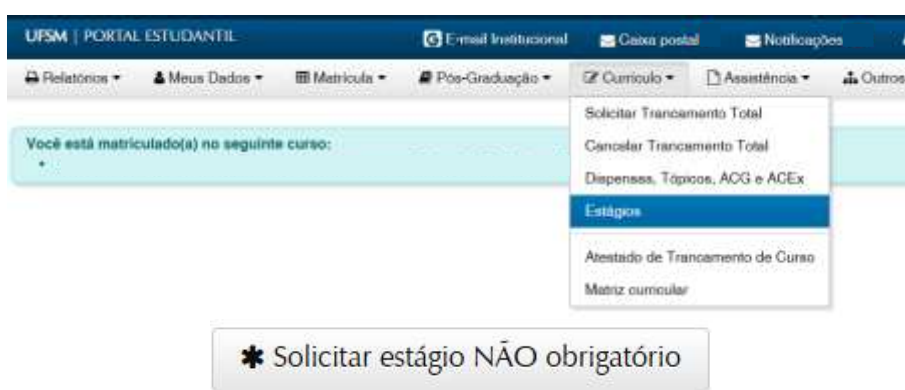 UFSM | PORTAL ESTUDANTIL E-mail Institucional Caixa postal Notificações
Relatórios Meus Dados Matrícula Pós-Graduação Currículo Assistência Outros
Solicitar Trancamento Total
Você está matriculado(a) no seguinte curso:
Cancelar Trancamento Total
Dispensas, Tópicos, ACG e ACEx
Estágios
Atestado de Trancamento de Curso
Matriz curricular
✱ Solicitar estágio NÃO obrigatório